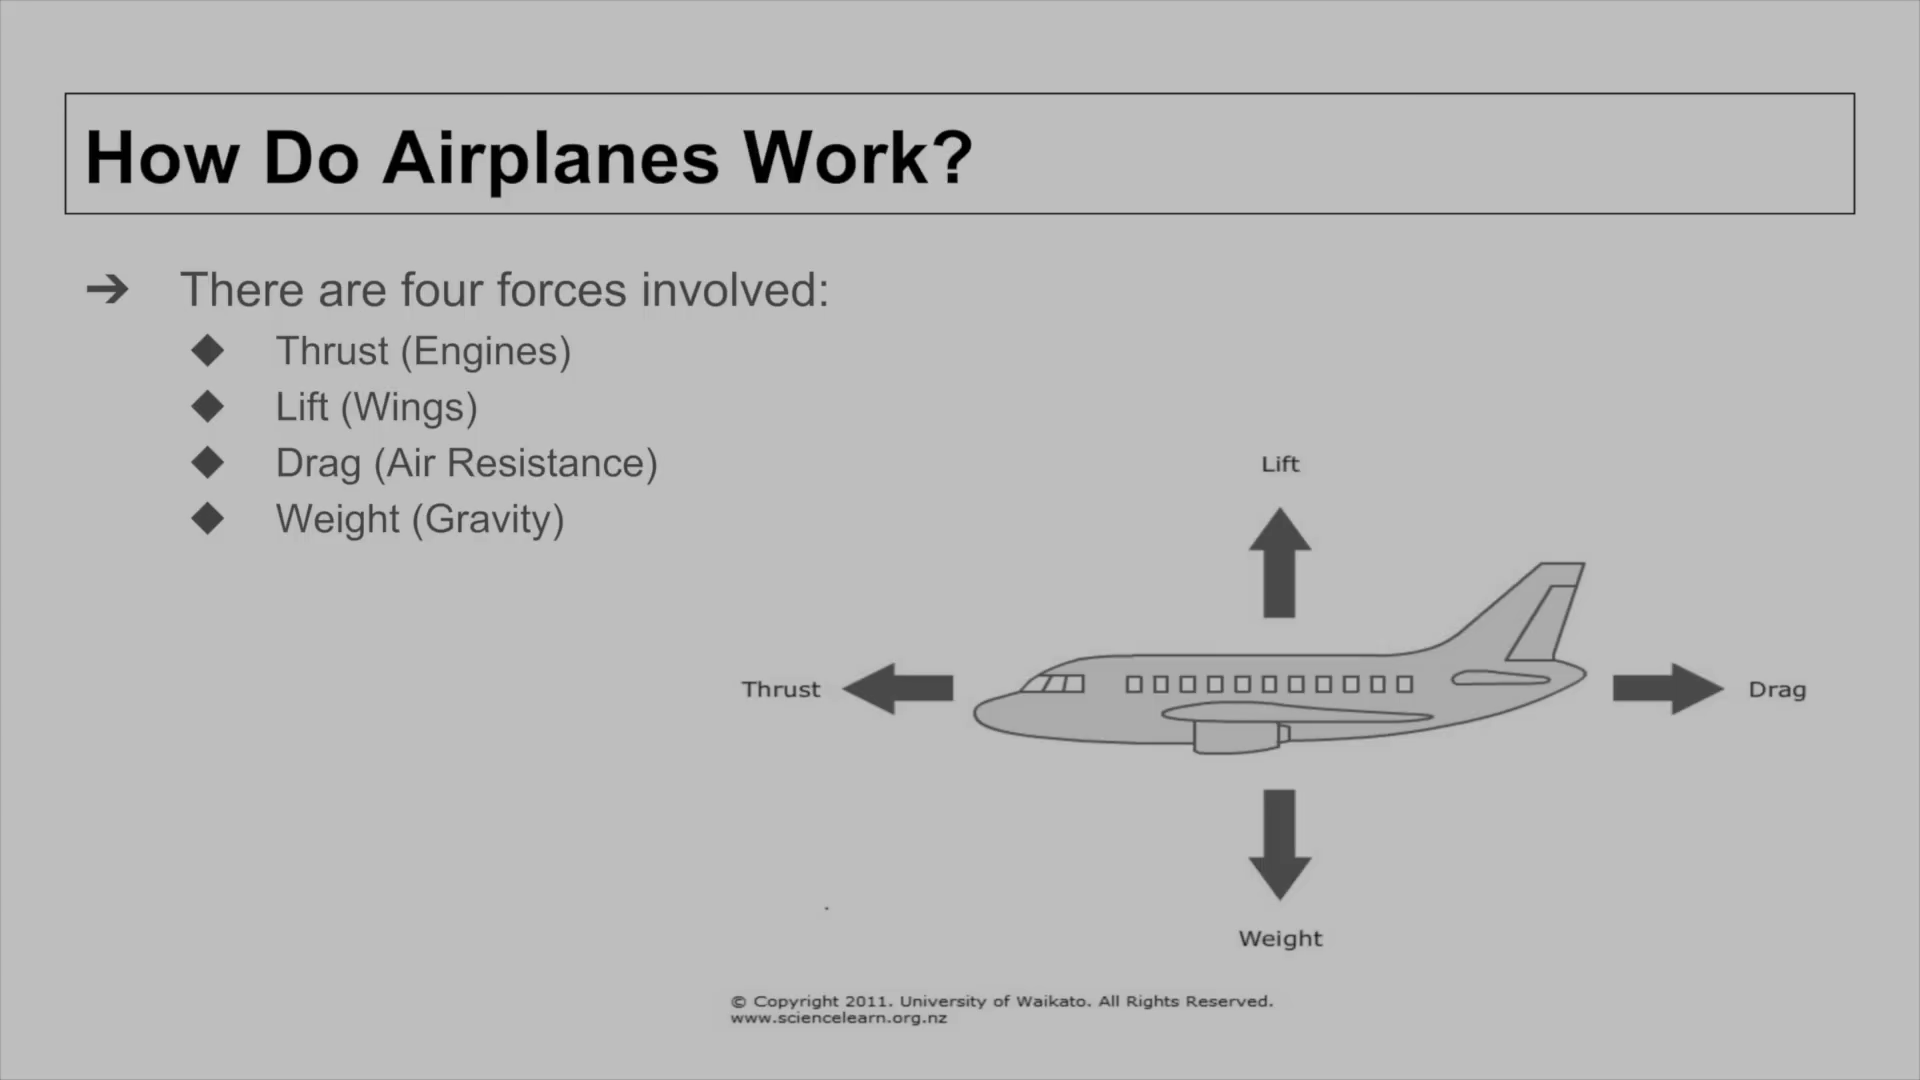 How Do Airplanes Work?
➔ There are four forces involved:
◆ Thrust (Engines)
◆ Lift (Wings)
◆ Drag (Air Resistance)
◆ Weight (Gravity)
Lift
Thrust
Drag
Weight
© Copyright 2011. University of Waikato. All Rights Reserved.
www.sciencelearn.org.nz